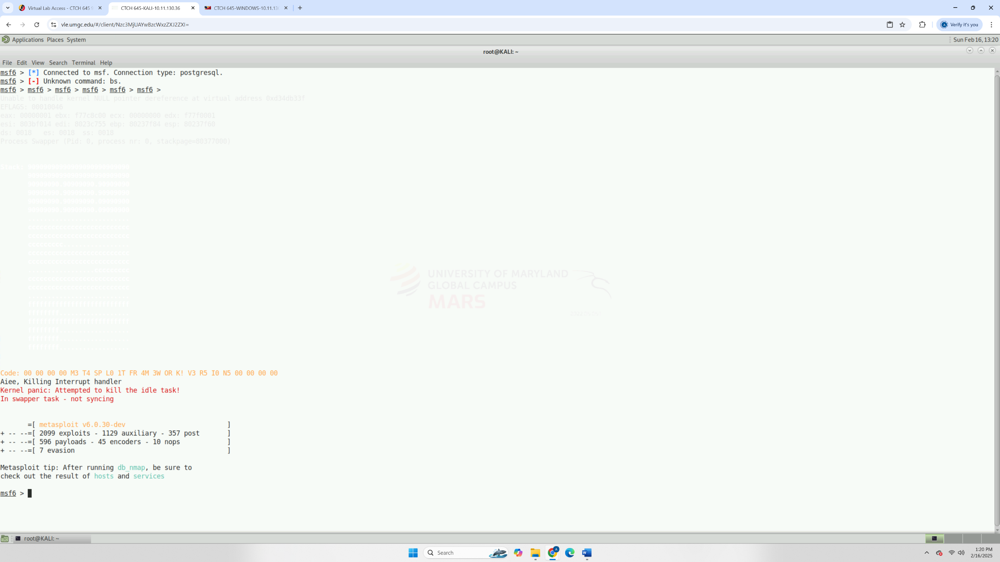 Virtual Lab Access - CTCH 645 9
CTCH 645-KALI-10.11.130.36
CTCH 645-WINDOWS-10.11.13
vle.umgc.edu/#/client/Nzc3MjUAYwBzcWxzZXJ2ZXI=
Verify it's you
Applications Places System
Sun Feb 16, 13:20
root@KALI: ~
File Edit View Search Terminal Help
msf6 > [*] Connected to msf. Connection type: postgresql.
msf6 > [-] Unknown command: bs.
msf6 > msf6 > msf6 > msf6 > msf6 > msf6 >
Unable to handle kernel NULL pointer dereference at virtual address 0xd34db33f
EFLAGS: 00010046
eax: 00000001 ebx: f77c8c00 ecx: 00000000 edx: f77f0001
esi: 803bf014 edi: 8023c755 ebp: 80237f84 esp: 80237f60
ds: 0018   es: 0018  ss: 0018
Process Swapper (Pid: 0, process nr: 0, stackpage=80377000)
Stack: 90909090990909090990909090
90909090990909090990909090
90909090.90909090.90909090
90909090.90909090.90909090
90909090.90909090.09090900
90909090.90909090.09090900
..........................
cccccccccccccccccccccccccc
cccccccccccccccccccccccccc
ccccccccc.................
cccccccccccccccccccccccccc
cccccccccccccccccccccccccc
.................ccccccccc
cccccccccccccccccccccccccc
cccccccccccccccccccccccccc
..........................
ffffffffffffffffffffffffff
ffffffff..................
ffffffffffffffffffffffffff
ffffffff..................
ffffffff..................
ffffffff..................
UNIVERSITY OF MARYLAND
GLOBAL CAMPUS
MARS
Code: 00 00 00 00 M3 T4 SP L0 1T FR 4M 3W OR K! V3 R5 I0 N5 00 00 00 00
Aiee, Killing Interrupt handler
Kernel panic: Attempted to kill the idle task!
In swapper task - not syncing
=[ metasploit v6.0.30-dev                          ]
+ -- --=[ 2099 exploits - 1129 auxiliary - 357 post       ]
+ -- --=[ 596 payloads - 45 encoders - 10 nops            ]
+ -- --=[ 7 evasion                                       ]
Metasploit tip: After running db_nmap, be sure to
check out the result of hosts and services
msf6 >
root@KALI: ~
Search
1:20 PM
2/16/2025